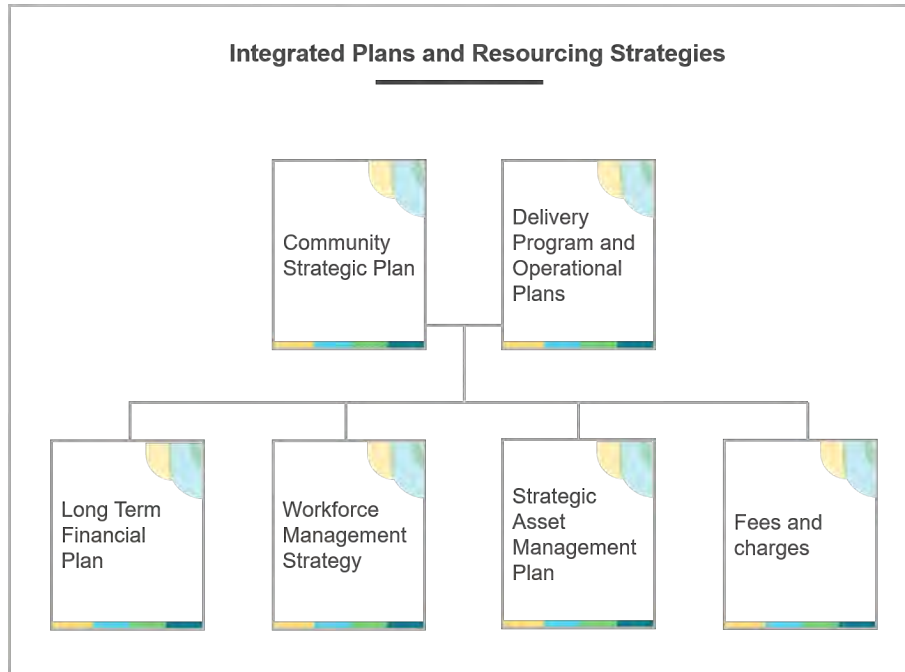 Integrated Plans and Resourcing Strategies
Community
Strategic Plan
Delivery
Program and
Operational
Plans
Long Term
Financial
Plan
Workforce
Management
Strategy
Strategic
Asset
Management
Plan
Fees and
charges